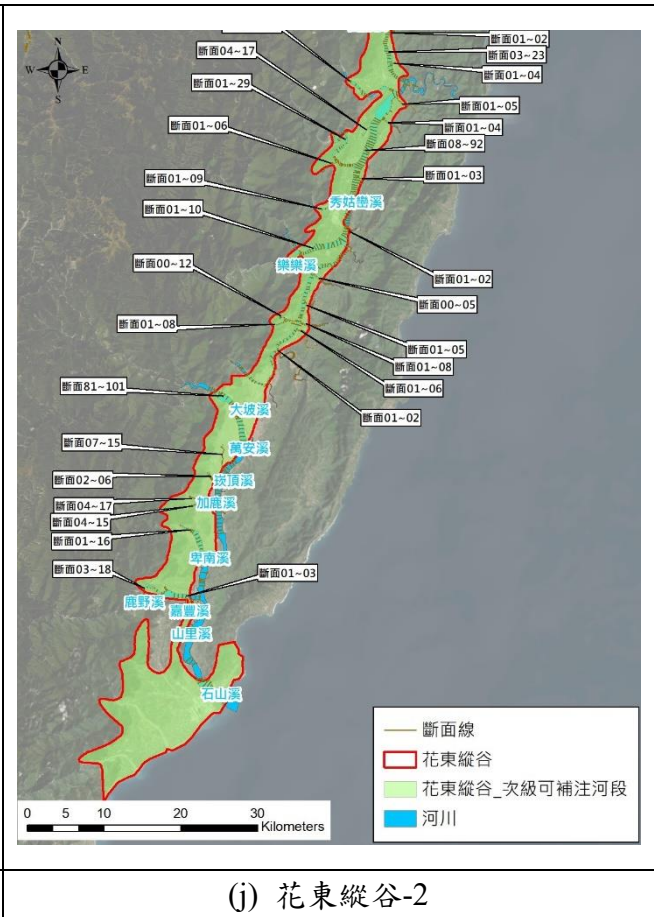 斷面01~02
斷面03~23
斷面04~17
斷面01~04
斷面01~29
斷面01~05
斷面01~04
斷面01~06
斷面08~92
斷面01~03
斷面01~09
秀姑巒溪
斷面01~10
斷面01~02
樂樂溪
斷面00~12
斷面00~05
斷面01~08
斷面01~05
斷面01~08
斷面01~06
斷面81~101
大坡溪
斷面01~02
斷面07~15
萬安溪
斷面02~06
崁頂溪
斷面04~17
加鹿溪
斷面04~15
斷面01~16
卑南溪
斷面03~18
斷面01~03
鹿野溪
嘉豐溪
山里溪
石山溪
N
W
E
S
斷面線
花東縱谷
花東縱谷_次級可補注河段
河川
0 5 10 20 30
Kilometers
(j) 花東縱谷-2